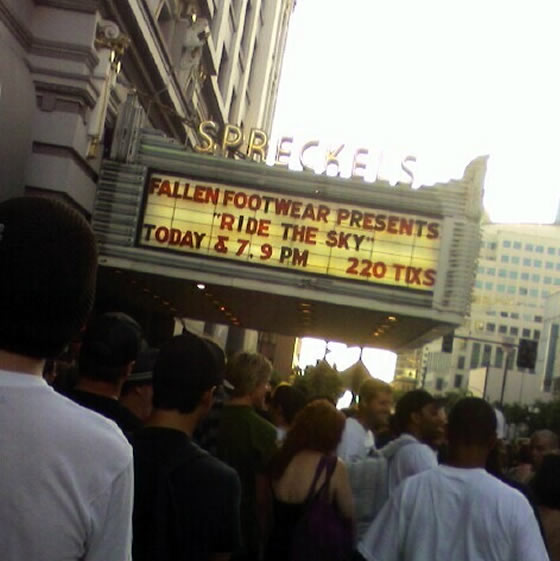 SPRECKELS
FALLEN FOOTWEAR PRESENTS
"RIDE THE SKY"
TODAY & 7, 9 PM 220 TIXS